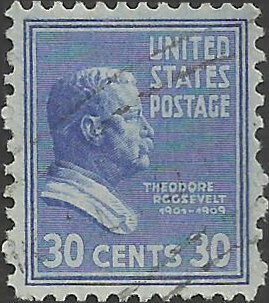 UNITED
STATES
POSTAGE
THEODORE
ROOSEVELT
1901-1909
30 CENTS 30